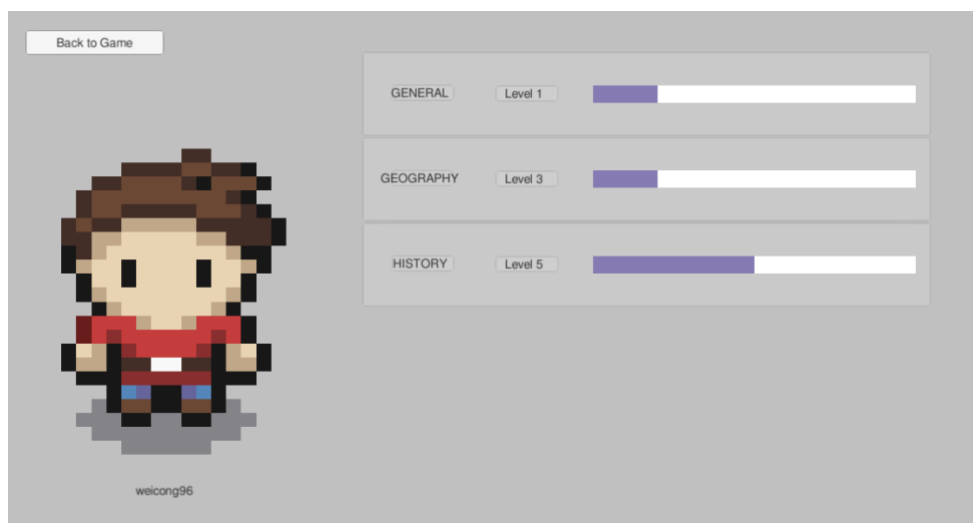 Back to Game
GENERAL Level 1
GEOGRAPHY Level 3
HISTORY Level 5
weicong96